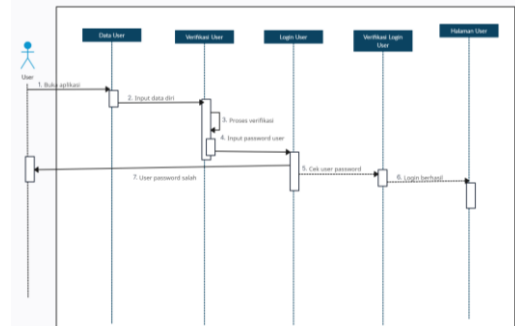 Data User
Verifikasi User
Login User
Verifikasi Login
User
Halaman User
User
1. Buka aplikasi
2. Input data diri
3. Proses verifikasi
4. Input password user
5. Cek user password
6. Login berhasil
7. User password salah